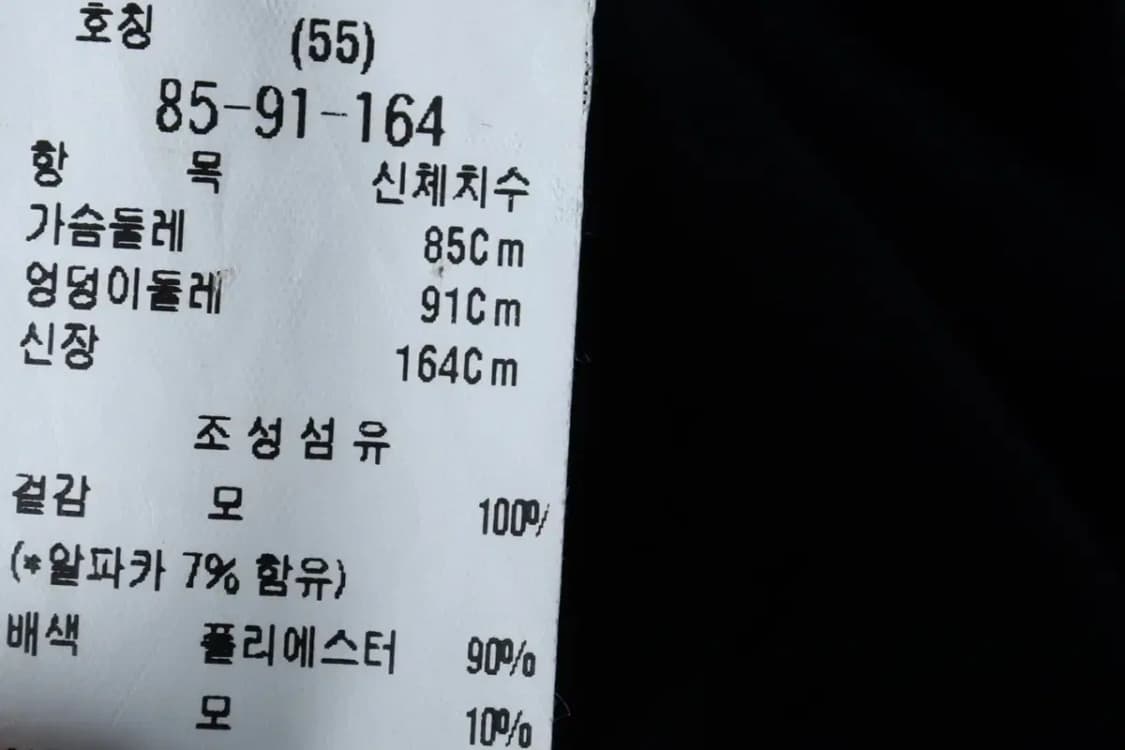 호칭 (55)
85-91-164
항 목 신체치수
가슴둘레 85Cm
엉덩이둘레 91Cm
신장 164Cm
조성섬유
겉감 모 100%
(*알파카 7% 함유)
배색 폴리에스터 90%
모 10%